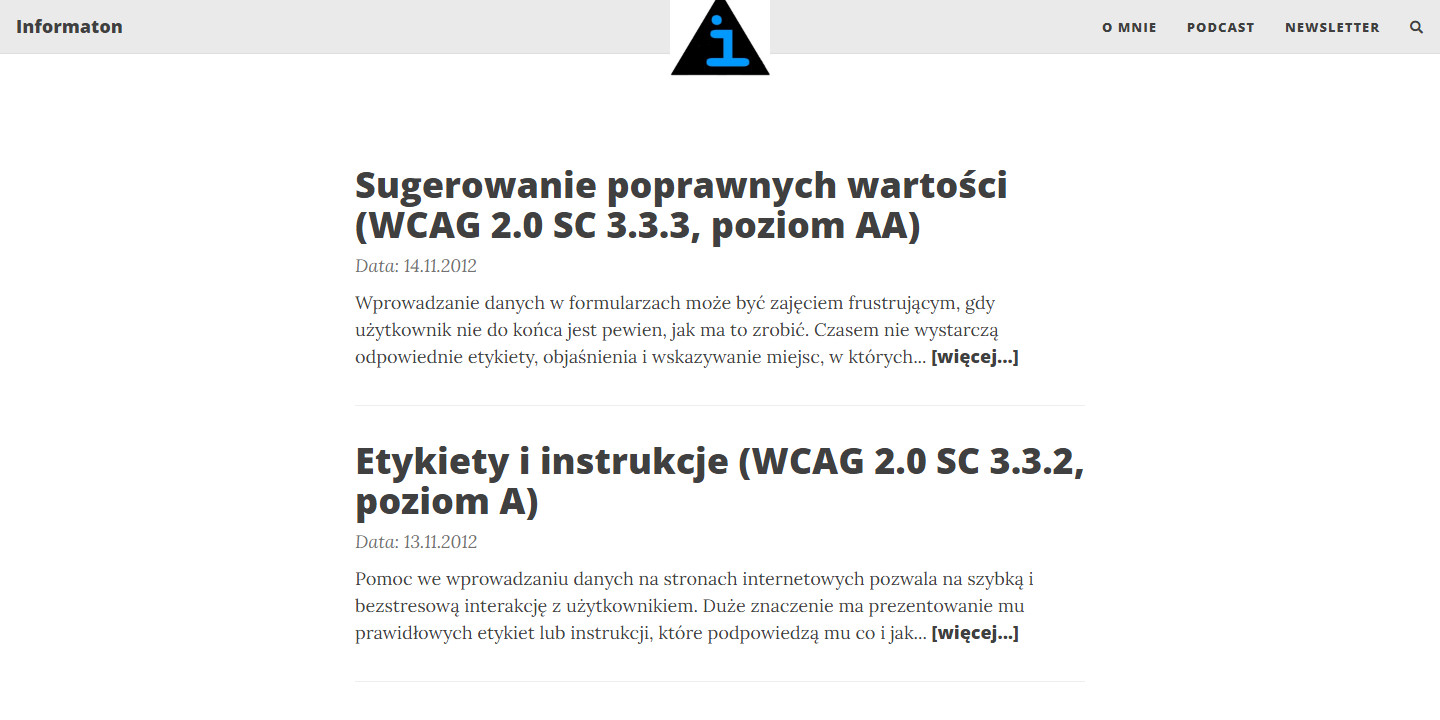 Informaton
i
O MNIE
PODCAST
NEWSLETTER
Sugerowanie poprawnych wartości
(WCAG 2.0 SC 3.3.3, poziom AA)
Data: 14.11.2012
Wprowadzanie danych w formularzach może być zajęciem frustrującym, gdy
użytkownik nie do końca jest pewien, jak ma to zrobić. Czasem nie wystarczą
odpowiednie etykiety, objaśnienia i wskazywanie miejsc, w których... [więcej...]
Etykiety i instrukcje (WCAG 2.0 SC 3.3.2,
poziom A)
Data: 13.11.2012
Pomoc we wprowadzaniu danych na stronach internetowych pozwala na szybką i
bezstresową interakcję z użytkownikiem. Duże znaczenie ma prezentowanie mu
prawidłowych etykiet lub instrukcji, które podpowiedzą mu co i jak... [więcej...]